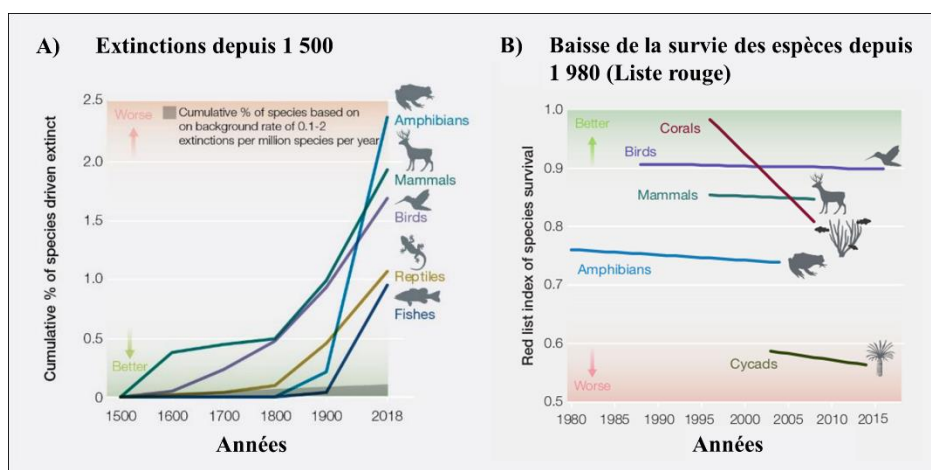 A) Extinctions depuis 1 500
2.5
2.0
1.5
1.0
0.5
0
Cumulative % of species driven extinct
Worse
Cumulative % of species based on
on background rate of 0.1-2
extinctions per million species per year
Amphibians
Mammals
Birds
Reptiles
Fishes
Better
1500 1600 1700 1800 1900 2018
Années
B) Baisse de la survie des espèces depuis
1 980 (Liste rouge)
1.0
0.9
0.8
0.7
0.6
0.5
Red list index of species survival
Better
Corals
Birds
Mammals
Amphibians
Cycads
Worse
1980 1985 1990 1995 2000 2005 2010 2015
Années